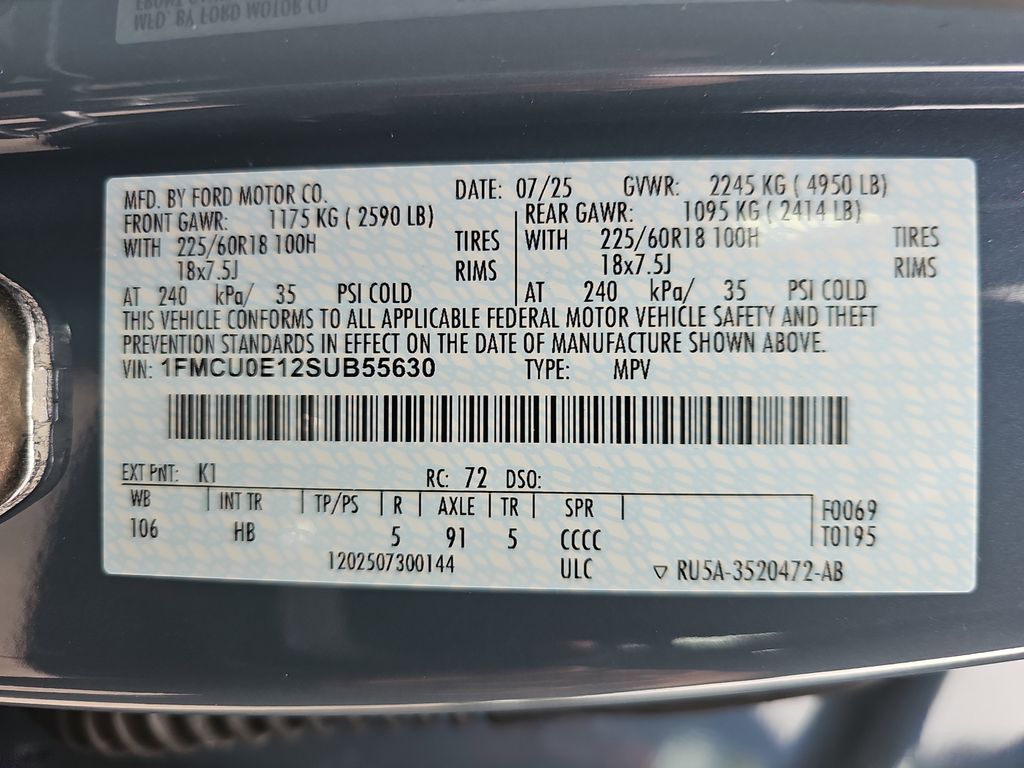 MFD. BY FORD MOTOR CO. DATE: 07/25 GVWR: 2245 KG ( 4950 LB)
FRONT GAWR: 1175 KG ( 2590 LB) REAR GAWR: 1095 KG ( 2414 LB)
WITH 225/60R18 100H TIRES WITH 225/60R18 100H TIRES
18x7.5J RIMS 18x7.5J RIMS
AT 240 kPa/ 35 PSI COLD AT 240 kPa/ 35 PSI COLD
THIS VEHICLE CONFORMS TO ALL APPLICABLE FEDERAL MOTOR VEHICLE SAFETY AND THEFT
PREVENTION STANDARDS IN EFFECT ON THE DATE OF MANUFACTURE SHOWN ABOVE.
VIN: 1FMCU0E12SUB55630 TYPE: MPV
EXT PNT: K1 RC: 72 DSO:
WB INT TR TP/PS R AXLE TR SPR F0069
106 HB 5 91 5 CCCC T0195
1202507300144 ULC RU5A-3520472-AB